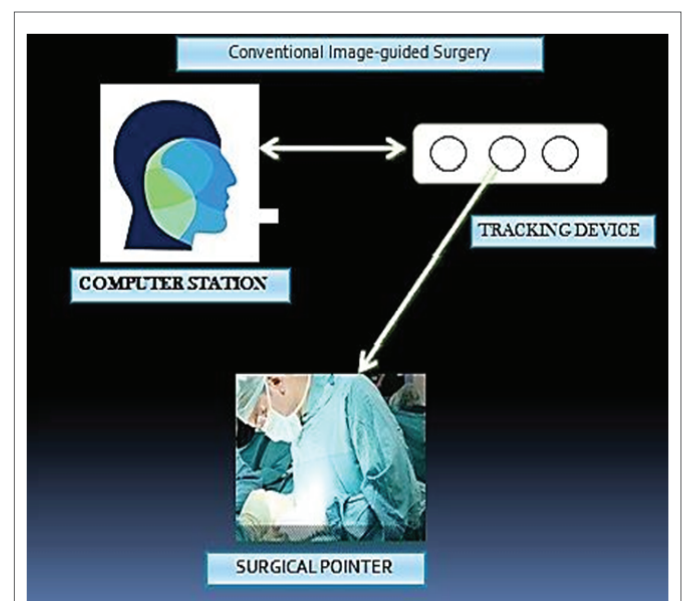 Conventional Image-guided Surgery
TRACKING DEVICE
COMPUTER STATION
SURGICAL POINTER